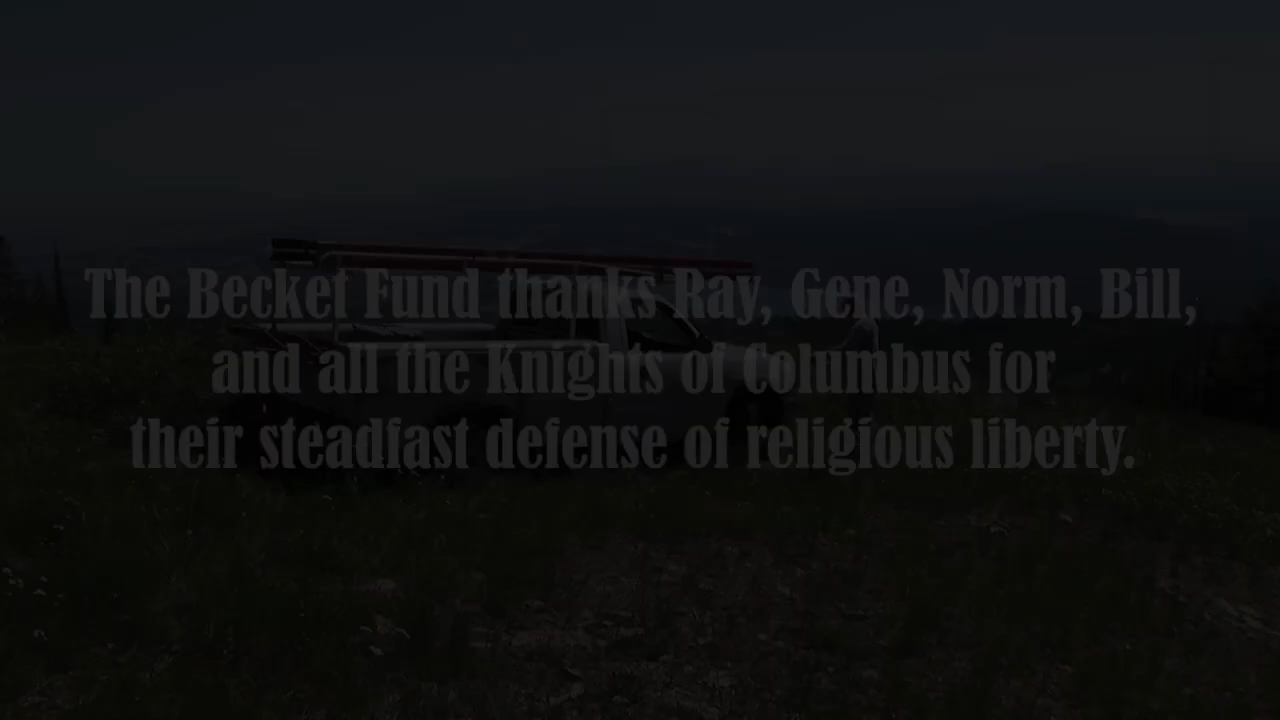 The Becket Fund thanks Ray, Gene, Norm, Bill,
and all the Knights of Columbus for
their steadfast defense of religious liberty.